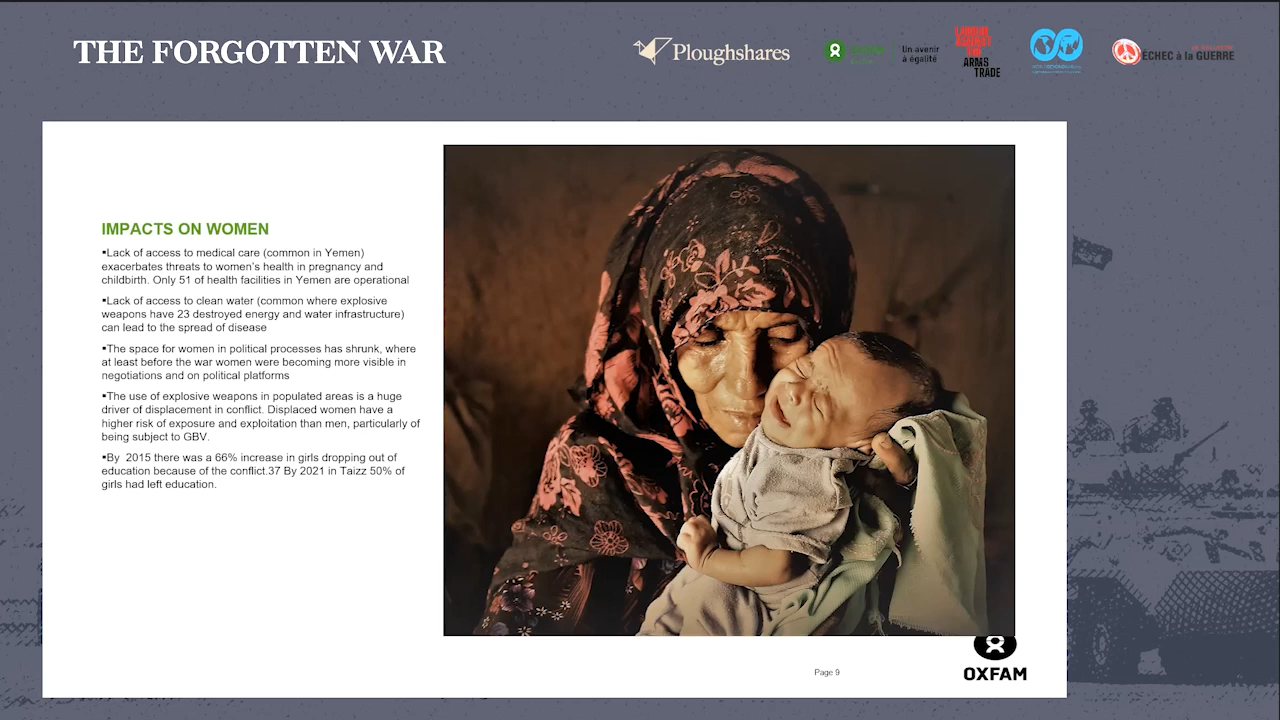 THE FORGOTTEN WAR
Ploughshares
Un avenir
à égalité
LABOUR
AGAINST
THE
ARMS
TRADE
ÉCHEC à la GUERRE
IMPACTS ON WOMEN
▪Lack of access to medical care (common in Yemen)
exacerbates threats to women's health in pregnancy and
childbirth. Only 51 of health facilities in Yemen are operational
▪Lack of access to clean water (common where explosive
weapons have 23 destroyed energy and water infrastructure)
can lead to the spread of disease
▪The space for women in political processes has shrunk, where
at least before the war women were becoming more visible in
negotiations and on political platforms
▪The use of explosive weapons in populated areas is a huge
driver of displacement in conflict. Displaced women have a
higher risk of exposure and exploitation than men, particularly of
being subject to GBV.
▪By  2015 there was a 66% increase in girls dropping out of
education because of the conflict.37 By 2021 in Taizz 50% of
girls had left education.
Page 9
OXFAM